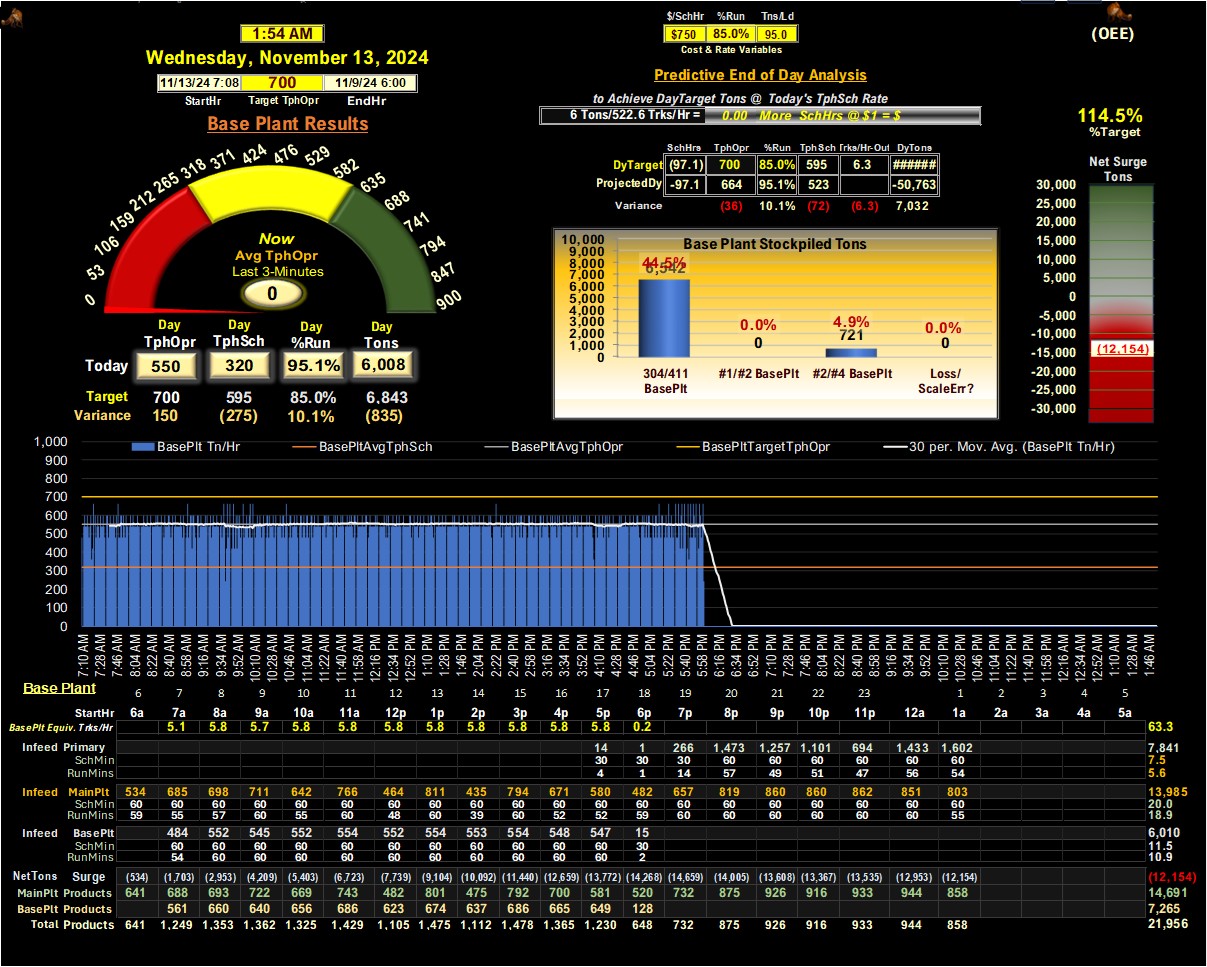 $/SchHr %Run Tns/Ld
1:54 AM
$750 85.0% 95.0
(OEE)
Cost & Rate Variables
Wednesday, November 13, 2024
Predictive End of Day Analysis
11/13/24 7:08 700 11/9/24 6:00
StartHr Target TphOpr EndHr
to Achieve DayTarget Tons @ Today's TphSch Rate
6 Tons/522.6 Trks/Hr = 0.00 More SchHrs @ $1 = $
114.5%
%Target
Base Plant Results
SchHrs TphOpr %Run Tph Sch Trks/Hr-Out DyTons
DyTarget (97.1) 700 85.0% 595 6.3 ######
ProjectedDy -97.1 664 95.1% 523 -50,763
Variance (36) 10.1% (72) (6.3) 7,032
Net Surge
Tons
30,000
25,000
20,000
15,000
10,000
5,000
0
-5,000
-10,000
-15,000
-20,000
-25,000
-30,000
(12,154)
0 53 106 159 212 265 318 371 424 476 529 582 635 688 741 794 847 900
Now
Avg TphOpr
Last 3-Minutes
0
Base Plant Stockpiled Tons
10,000
9,000
8,000
7,000
6,000
5,000
4,000
3,000
2,000
1,000
0
44.5% 0.0% 4.9% 0.0%
6,542 0 721 0
304/411 #1/#2 BasePlt #2/#4 BasePlt Loss/
BasePlt ScaleErr?
Day Day Day Day
TphOpr TphSch %Run Tons
Today 550 320 95.1% 6,008
Target 700 595 85.0% 6,843
Variance 150 (275) 10.1% (835)
BasePlt Tn/Hr BasePltAvgTphSch BasePltAvgTphOpr BasePltTargetTphOpr 30 per. Mov. Avg. (BasePlt Tn/Hr)
1,000
900
800
700
600
500
400
300
200
100
0
7:10 AM 7:28 AM 7:46 AM 8:04 AM 8:22 AM 8:40 AM 8:58 AM 9:16 AM 9:34 AM 9:52 AM 10:10 AM 10:28 AM 10:46 AM 11:04 AM 11:22 AM 11:40 AM 11:58 AM 12:16 PM 12:34 PM 12:52 PM 1:10 PM 1:28 PM 1:46 PM 2:04 PM 2:22 PM 2:40 PM 2:58 PM 3:16 PM 3:34 PM 3:52 PM 4:10 PM 4:28 PM 4:46 PM 5:04 PM 5:22 PM 5:40 PM 5:58 PM 6:16 PM 6:34 PM 6:52 PM 7:10 PM 7:28 PM 7:46 PM 8:04 PM 8:22 PM 8:40 PM 8:58 PM 9:16 PM 9:34 PM 9:52 PM 10:10 PM 10:28 PM 10:46 PM 11:04 PM 11:22 PM 11:40 PM 11:58 PM 12:16 AM 12:34 AM 12:52 AM 1:10 AM 1:28 AM 1:46 AM
Base Plant 6 7 8 9 10 11 12 13 14 15 16 17 18 19 20 21 22 23 1 2 3 4 5
StartHr 6a 7a 8a 9a 10a 11a 12p 1p 2p 3p 4p 5p 6p 7p 8p 9p 10p 11p 12a 1a 2a 3a 4a 5a
BasePlt Equiv. Trks/Hr 5.1 5.8 5.7 5.8 5.8 5.8 5.8 5.8 5.8 5.8 5.8 0.2 63.3
Infeed Primary 14 1 266 1,473 1,257 1,101 694 1,433 1,602 7,841
SchMin 30 30 30 60 60 60 60 60 60 7.5
RunMins 4 1 14 57 49 51 47 56 54 5.6
Infeed MainPlt 534 685 698 711 642 766 464 811 435 794 671 580 482 657 819 860 860 862 851 803 13,985
SchMin 60 60 60 60 60 60 60 60 60 60 60 60 60 60 60 60 60 60 60 60 20.0
RunMins 59 55 57 60 55 60 48 60 39 60 52 52 59 60 60 60 60 60 60 55 18.9
Infeed BasePlt 484 552 545 552 554 552 554 553 554 548 547 15 6,010
SchMin 60 60 60 60 60 60 60 60 60 60 60 30 11.5
RunMins 54 60 60 60 60 60 60 60 60 60 60 2 10.9
NetTons Surge (534) (1,703) (2,953) (4,209) (5,403) (6,723) (7,739) (9,104) (10,092) (11,440) (12,659) (13,772) (14,268) (14,659) (14,005) (13,608) (13,367) (13,535) (12,953) (12,154) (12,154)
MainPlt Products 641 688 693 722 669 743 482 801 475 792 700 581 520 732 875 926 916 933 944 858 14,691
BasePlt Products 561 660 640 656 686 623 674 637 686 665 649 128 7,265
Total Products 641 1,249 1,353 1,362 1,325 1,429 1,105 1,475 1,112 1,478 1,365 1,230 648 732 875 926 916 933 944 858 21,956